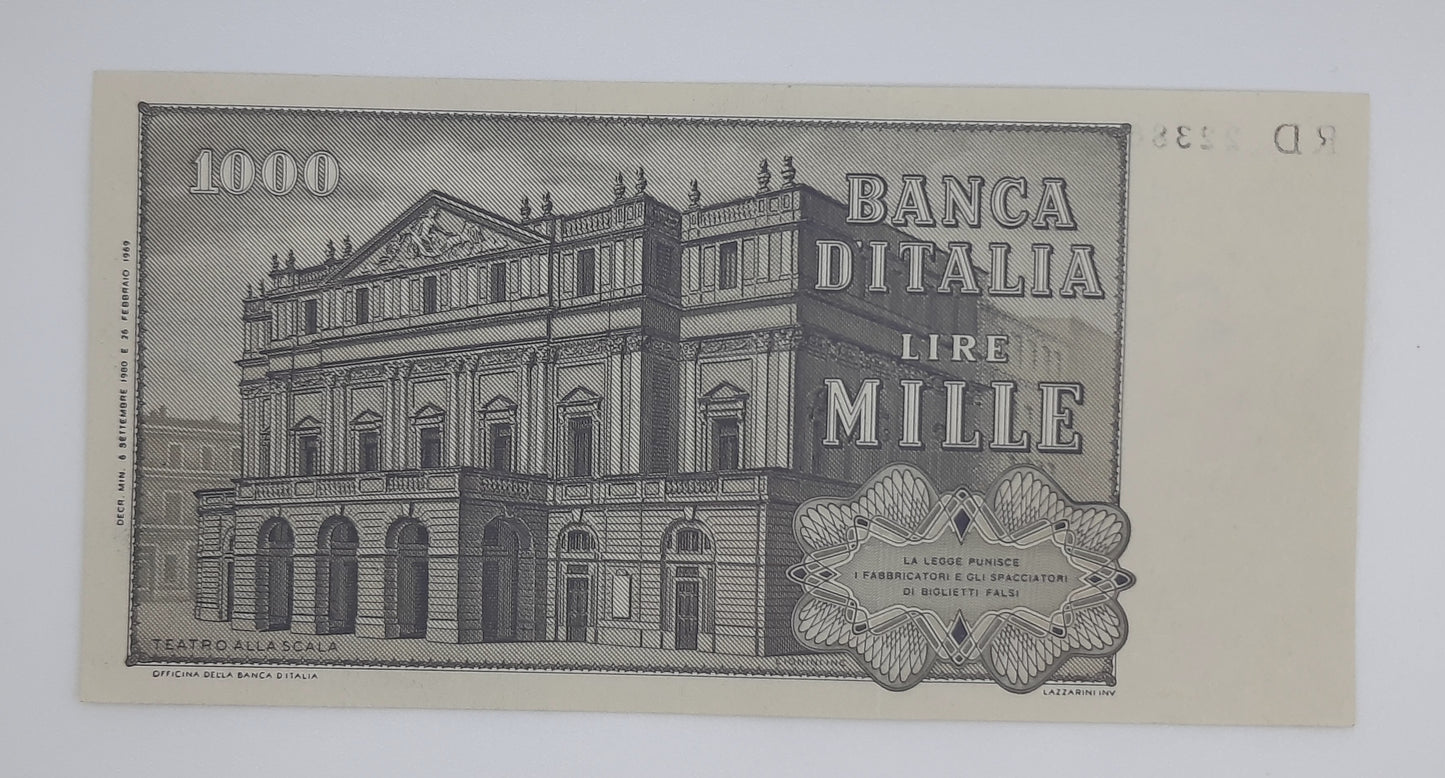 1000
BANCA
D'ITALIA
LIRE
MILLE
DECR. MIN. 6 SETTEMBRE 1980 E 26 FEBBRAIO 1969
LA LEGGE PUNISCE
I FABBRICATORI E GLI SPACCIATORI
DI BIGLIETTI FALSI
TEATRO ALLA SCALA
OFFICINA DELLA BANCA D'ITALIA
LAZZARINI INV